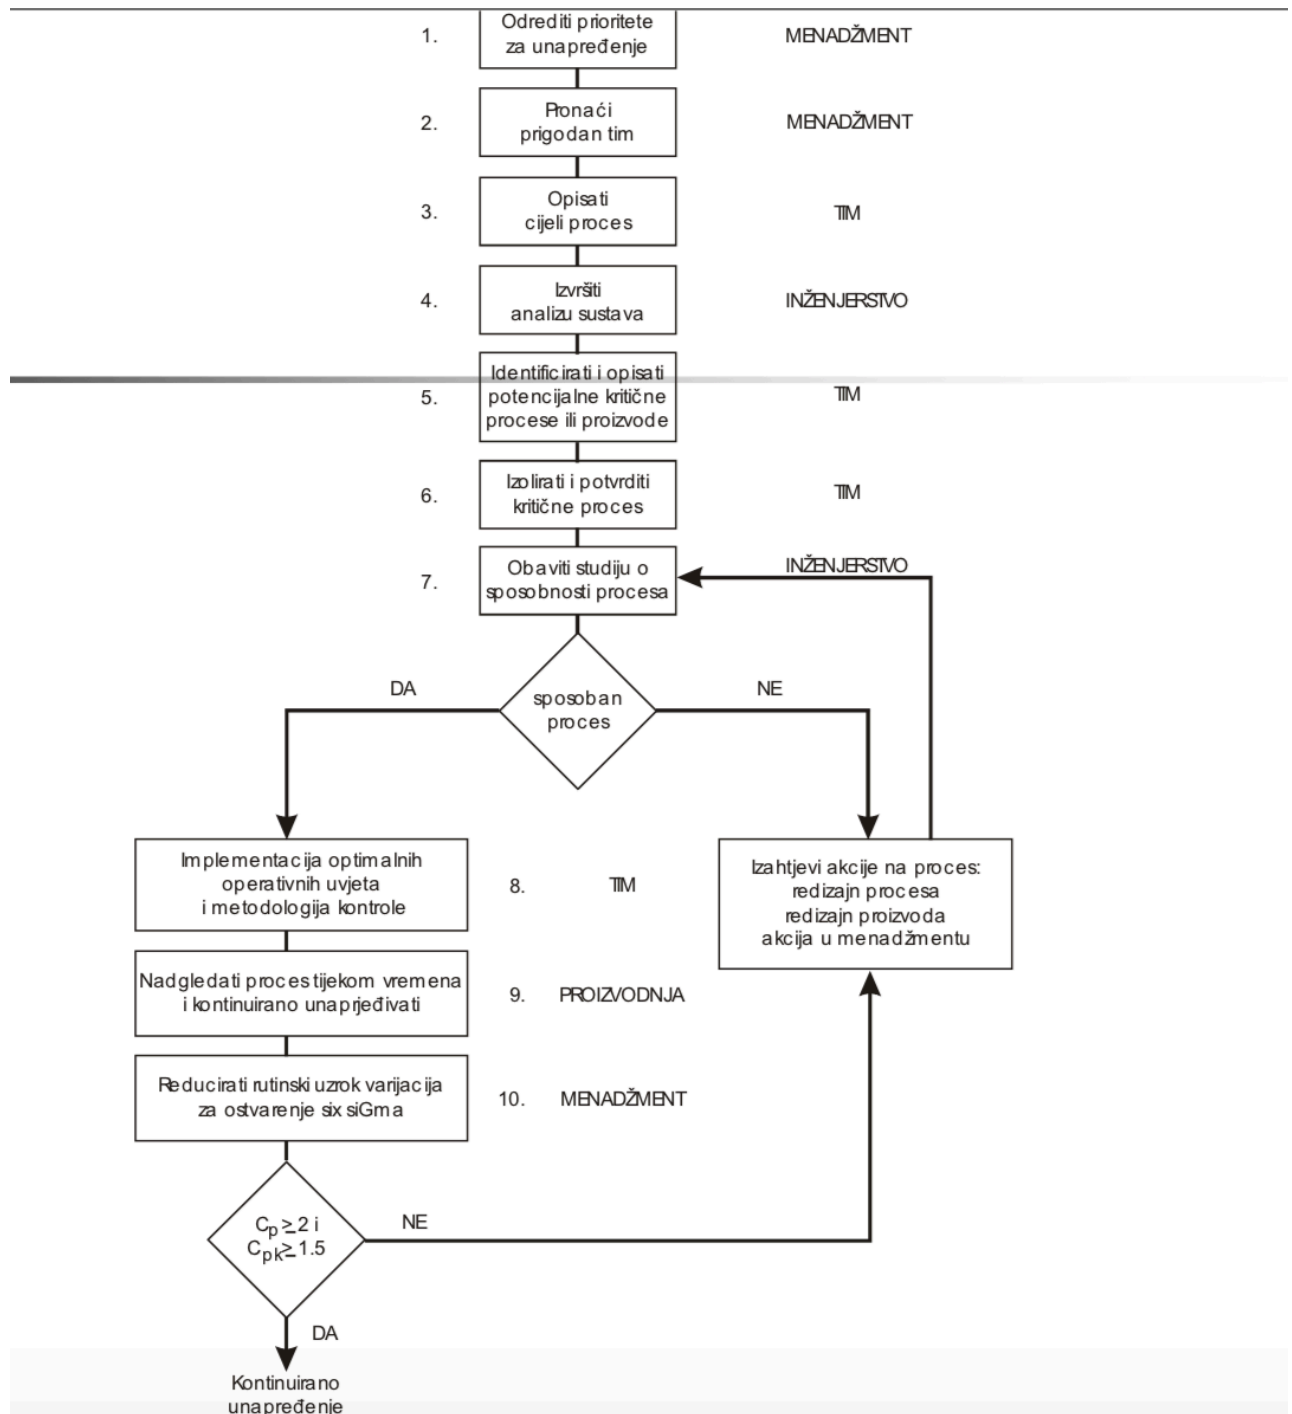 1.
Odrediti prioritete
za unapređenje
MENADŽMENT
2.
Pronaći
prigodan tim
MENADŽMENT
3.
Opisati
cijeli proces
TIM
4.
Izvršiti
analizu sustava
INŽENJERSTVO
5.
Identificirati i opisati
potencijalne kritične
procese ili proizvode
TIM
6.
Izolirati i potvrditi
kritične proces
TIM
7.
Obaviti studiju o
sposobnosti procesa
INŽENJERSTVO
DA
sposoban
proces
NE
Implementacija optimalnih
operativnih uvjeta
i metodologija kontrole
8. TIM
Izahtjevi akcije na proces:
redizajn procesa
redizajn proizvoda
akcija u menadžmentu
Nadgledati proces tijekom vremena
i kontinuirano unaprjeđivati
9. PROIZVODNJA
Reducirati rutinski uzrok varijacija
za ostvarenje six siGma
10. MENADŽMENT
Cp ≥ 2 i
Cpk ≥ 1.5
NE
DA
Kontinuirano
unapređenje